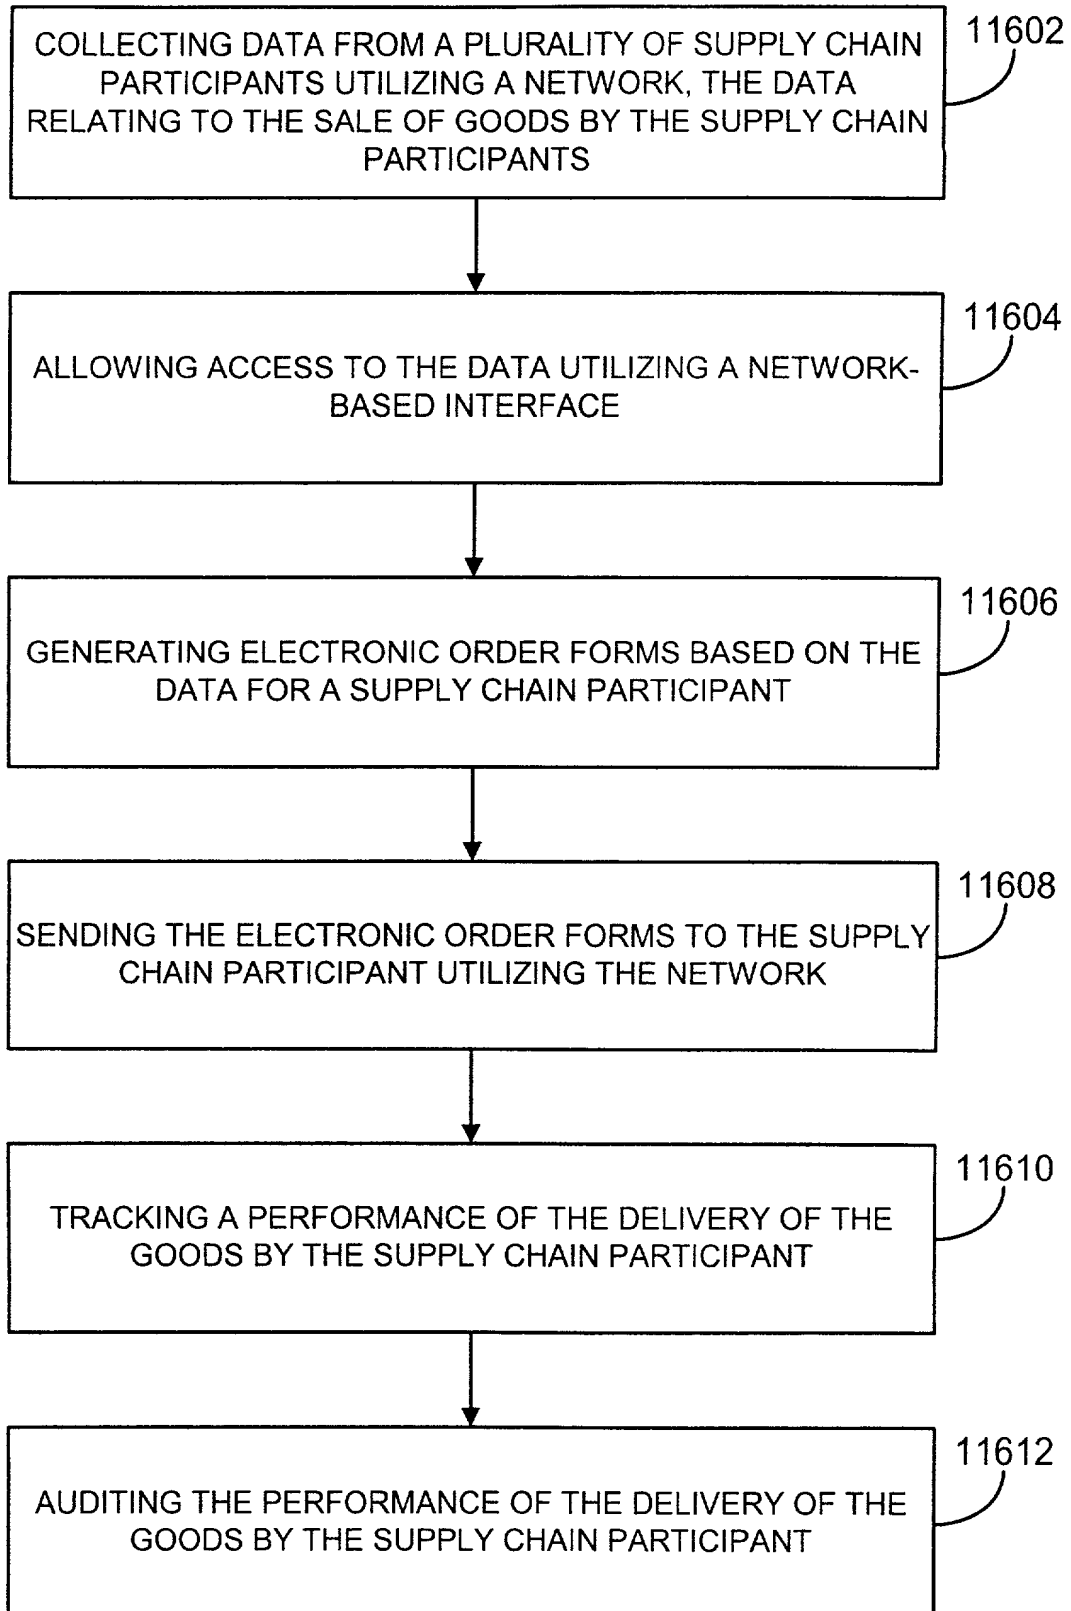 COLLECTING DATA FROM A PLURALITY OF SUPPLY CHAIN
PARTICIPANTS UTILIZING A NETWORK, THE DATA
RELATING TO THE SALE OF GOODS BY THE SUPPLY CHAIN
PARTICIPANTS
11602
ALLOWING ACCESS TO THE DATA UTILIZING A NETWORK-
BASED INTERFACE
11604
GENERATING ELECTRONIC ORDER FORMS BASED ON THE
DATA FOR A SUPPLY CHAIN PARTICIPANT
11606
SENDING THE ELECTRONIC ORDER FORMS TO THE SUPPLY
CHAIN PARTICIPANT UTILIZING THE NETWORK
11608
TRACKING A PERFORMANCE OF THE DELIVERY OF THE
GOODS BY THE SUPPLY CHAIN PARTICIPANT
11610
AUDITING THE PERFORMANCE OF THE DELIVERY OF THE
GOODS BY THE SUPPLY CHAIN PARTICIPANT
11612